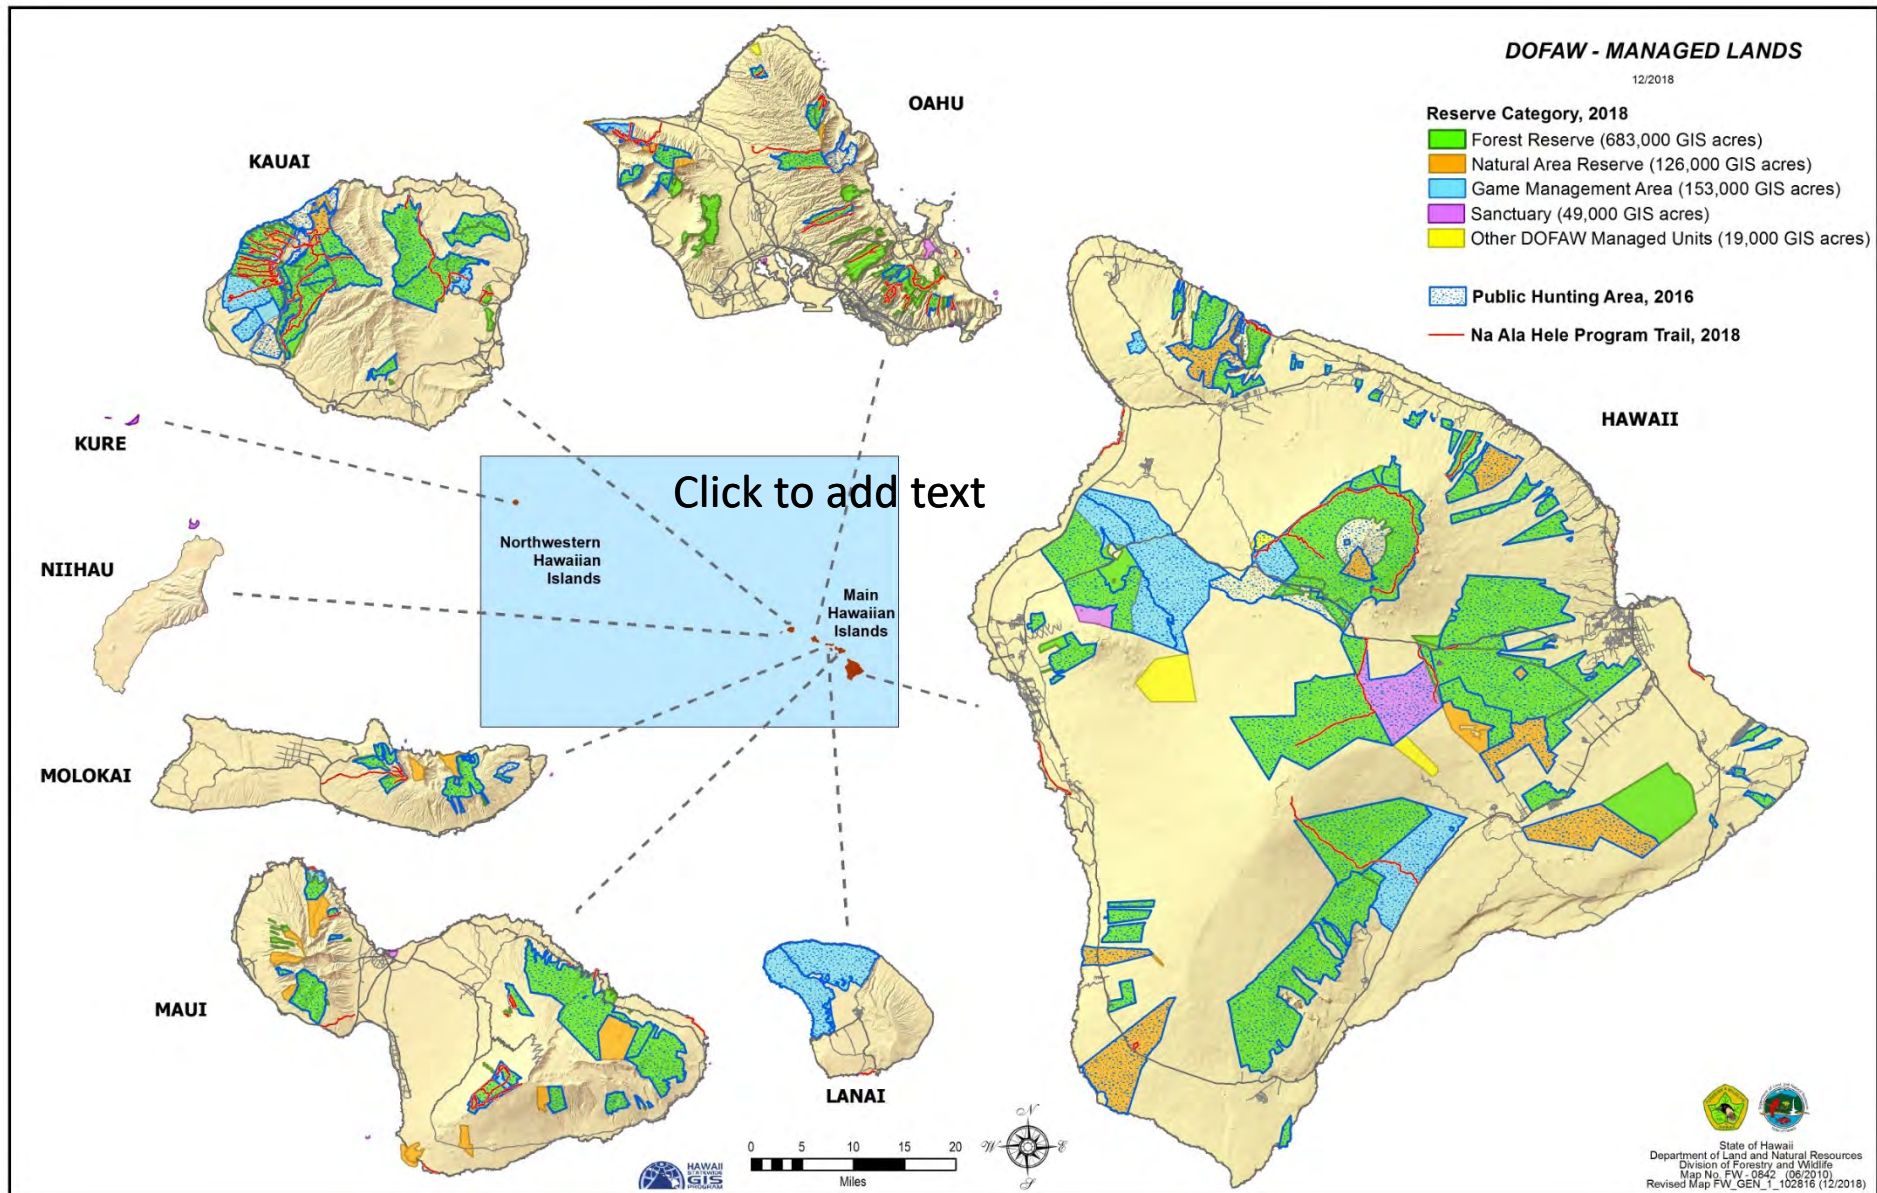 DOFAW - MANAGED LANDS
12/2018
Reserve Category, 2018
Forest Reserve (683,000 GIS acres)
Natural Area Reserve (126,000 GIS acres)
Game Management Area (153,000 GIS acres)
Sanctuary (49,000 GIS acres)
Other DOFAW Managed Units (19,000 GIS acres)
Public Hunting Area, 2016
Na Ala Hele Program Trail, 2018
OAHU
KAUAI
HAWAII
KURE
Click to add text
Northwestern
Hawaiian
Islands
NIIHAU
Main
Hawaiian
Islands
MOLOKAI
MAUI
LANAI
N
W
E
S
0 5 10 15 20
Miles
HAWAII
STATEWIDE
GIS
PROGRAM
State of Hawaii
Department of Land and Natural Resources
Division of Forestry and Wildlife
Map No. FW - 0842 (06/2010)
Revised Map FW_GEN_1_102816 (12/2018)